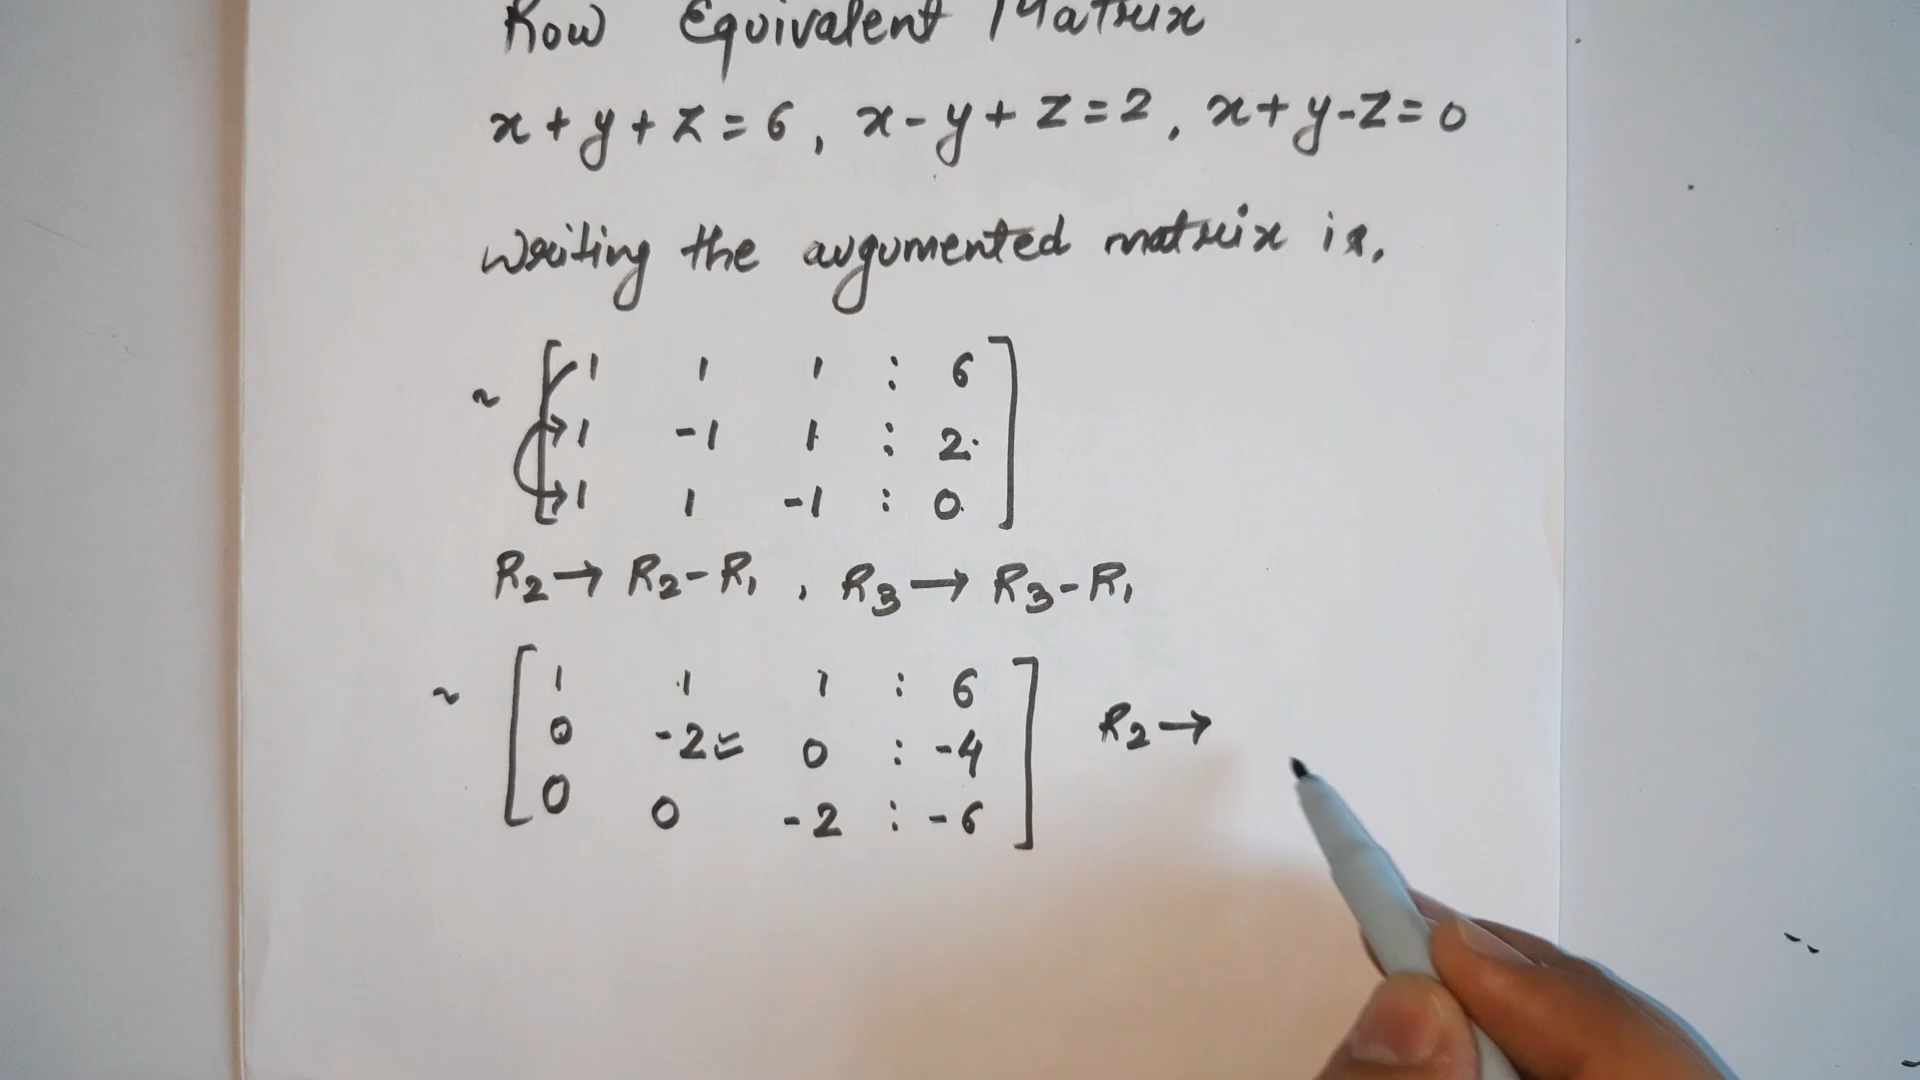 Row Equivalent Matrix
x + y + z = 6, x - y + z = 2, x + y - z = 0
Writing the augumented matrix is,
~ [ 1 1 1 : 6
1 -1 1 : 2
1 1 -1 : 0 ]
R2 → R2 - R1, R3 → R3 - R1
~ [ 1 1 1 : 6
0 -2= 0 : -4 ] R2 →
0 0 -2 : -6